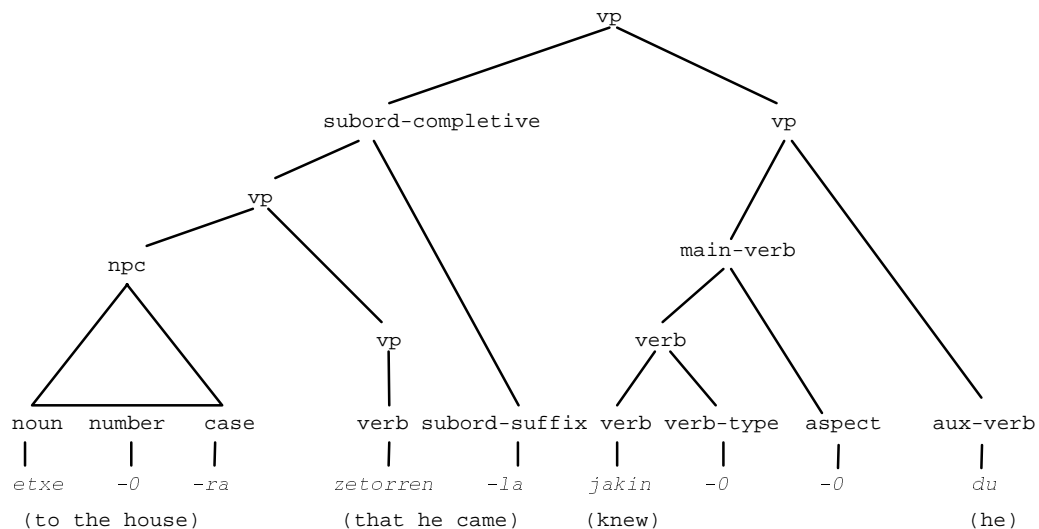 vp
subord-completive vp
vp
main-verb
npc
vp verb
noun number case verb subord-suffix verb verb-type aspect aux-verb
etxe -0 -ra zetorren -la jakin -0 -0 du
(to the house) (that he came) (knew) (he)